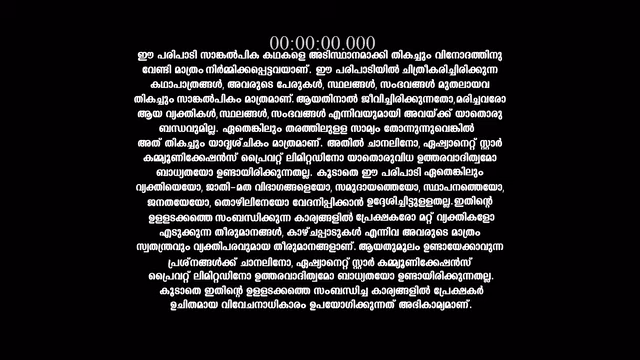 00:00:00.000
ഈ പരിപാടി സാങ്കൽപിക കഥകളെ അടിസ്ഥാനമാക്കി തികച്ചും വിനോദത്തിനു
വേണ്ടി മാത്രം നിർമ്മിക്കപ്പെട്ടവയാണ്. ഈ പരിപാടിയിൽ ചിത്രീകരിച്ചിരിക്കുന്ന
കഥാപാത്രങ്ങൾ, അവരുടെ പേരുകൾ, സ്ഥലങ്ങൾ, സംഭവങ്ങൾ മുതലായവ
തികച്ചും സാങ്കൽപികം മാത്രമാണ്. ആയതിനാൽ ജീവിച്ചിരിക്കുന്നതോ,മരിച്ചവരോ
ആയ വ്യക്തികൾ,സ്ഥലങ്ങൾ,സംഭവങ്ങൾ എന്നിവയുമായി അവയ്ക്ക് യാതൊരു
ബന്ധവുമില്ല. ഏതെങ്കിലും തരത്തിലുളള സാമ്യം തോന്നുന്നുവെങ്കിൽ
അത് തികച്ചും യാദൃശ്ചികം മാത്രമാണ്. അതിൽ ചാനലിനോ, ഏഷ്യാനെറ്റ് സ്റ്റാർ
കമ്മ്യൂണിക്കേഷൻസ് പ്രൈവറ്റ് ലിമിറ്റഡിനോ യാതൊരുവിധ ഉത്തരവാദിത്വമോ
ബാധ്യതയോ ഉണ്ടായിരിക്കുന്നതല്ല. കൂടാതെ ഈ പരിപാടി ഏതെങ്കിലും
വ്യക്തിയെയോ, ജാതി-മത വിഭാഗങ്ങളെയോ, സമുദായത്തെയോ, സ്ഥാപനത്തെയോ,
ജനതയേയോ, തൊഴിലിനേയോ വേദനിപ്പിക്കാൻ ഉദ്ദേശിച്ചിട്ടുളളതല്ല.ഇതിന്റെ
ഉളളടക്കത്തെ സംബന്ധിക്കുന്ന കാര്യങ്ങളിൽ പ്രേക്ഷകരോ മറ്റ് വ്യക്തികളോ
എടുക്കുന്ന തീരുമാനങ്ങൾ, കാഴ്ചപ്പാടുകൾ എന്നിവ അവരുടെ മാത്രം
സ്വതന്ത്രവും വ്യക്തിപരവുമായ തീരുമാനങ്ങളാണ്. ആയതുമൂലം ഉണ്ടായേക്കാവുന്ന
പ്രശ്നങ്ങൾക്ക് ചാനലിനോ, ഏഷ്യാനെറ്റ് സ്റ്റാർ കമ്മ്യൂണിക്കേഷൻസ്
പ്രൈവറ്റ് ലിമിറ്റഡിനോ ഉത്തരവാദിത്വമോ ബാധ്യതയോ ഉണ്ടായിരിക്കുന്നതല്ല.
കൂടാതെ ഇതിന്റെ ഉളളടക്കത്തെ സംബന്ധിച്ച കാര്യങ്ങളിൽ പ്രേക്ഷകർ
ഉചിതമായ വിവേചനാധികാരം ഉപയോഗിക്കുന്നത് അഭികാമ്യമാണ്.